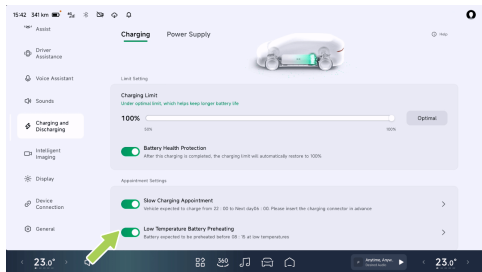 15:42 341 km
Assist
Charging Power Supply
Help
Driver
Assistance
Voice Assistant
Limit Setting
Charging Limit
Under optimal limit, which helps keep longer battery life
Sounds
100%
Optimal
50% 100%
Charging and
Discharging
Battery Health Protection
After this charging is completed, the charging limit will automatically restore to 100%
Intelligent
Imaging
Display
Appointment Settings
Slow Charging Appointment
Vehicle expected to charge from 22 : 00 to Next day06 : 00. Please insert the charging connector in advance
Device
Connection
General
Low Temperature Battery Preheating
Battery expected to be preheated before 08 : 15 at low temperatures
23.0°
360
Anytime, Anyw...
23.0°